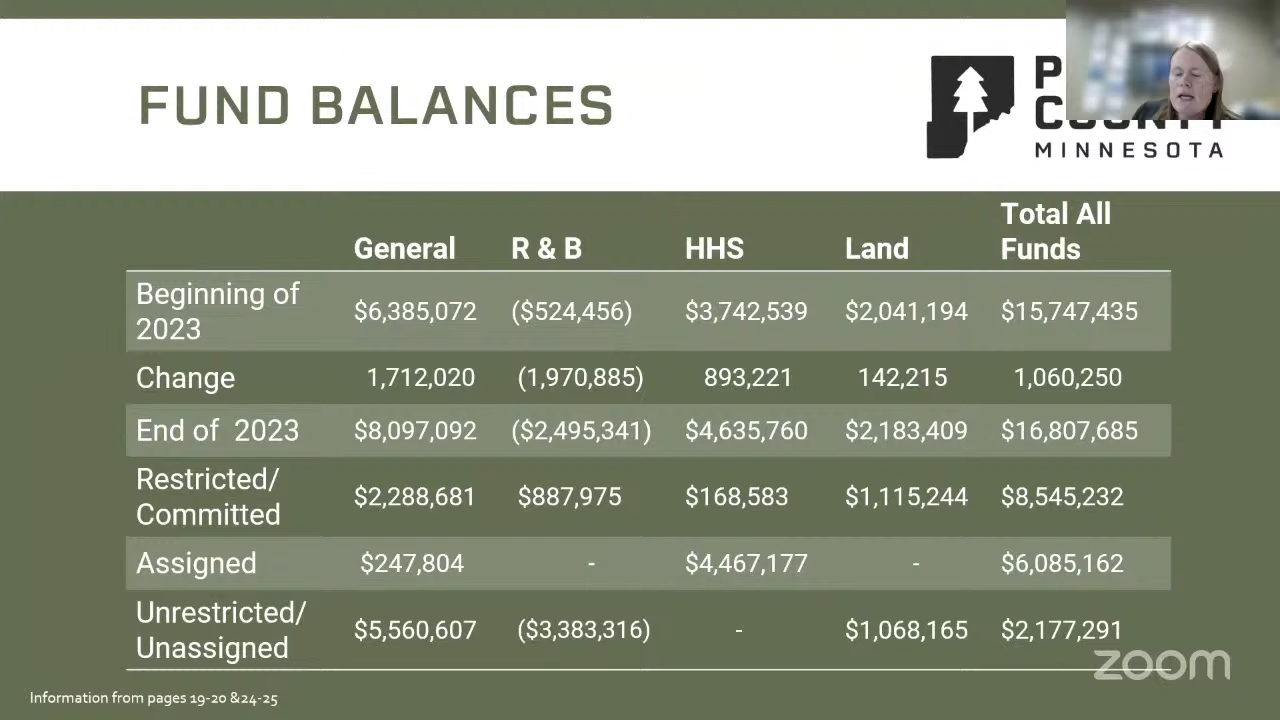 FUND BALANCES
MINNESOTA
General R & B HHS Land Total All Funds
Beginning of 2023 $6,385,072 ($524,456) $3,742,539 $2,041,194 $15,747,435
Change 1,712,020 (1,970,885) 893,221 142,215 1,060,250
End of 2023 $8,097,092 ($2,495,341) $4,635,760 $2,183,409 $16,807,685
Restricted/ Committed $2,288,681 $887,975 $168,583 $1,115,244 $8,545,232
Assigned $247,804 - $4,467,177 - $6,085,162
Unrestricted/ Unassigned $5,560,607 ($3,383,316) - $1,068,165 $2,177,291
zoom
Information from pages 19-20 &24-25